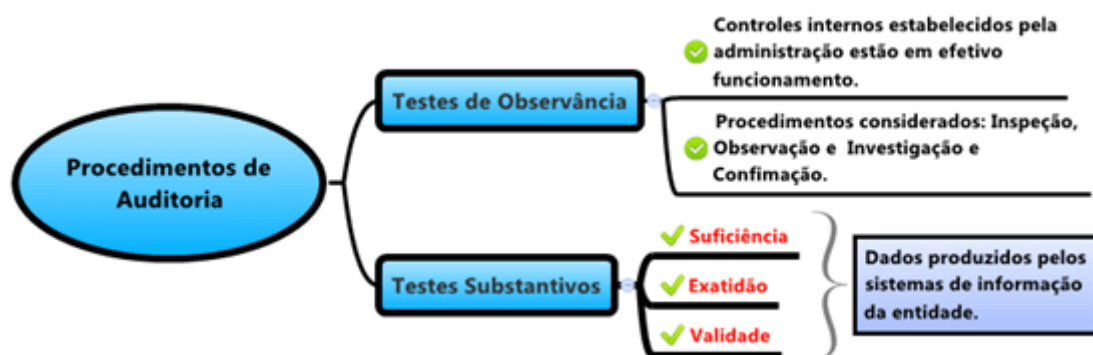 Procedimentos de
Auditoria
Testes de Observância
Controles internos estabelecidos pela
administração estão em efetivo
funcionamento.
Procedimentos considerados: Inspeção,
Observação e Investigação e
Confimação.
Testes Substantivos
Suficiência
Exatidão
Validade
Dados produzidos pelos
sistemas de informação
da entidade.